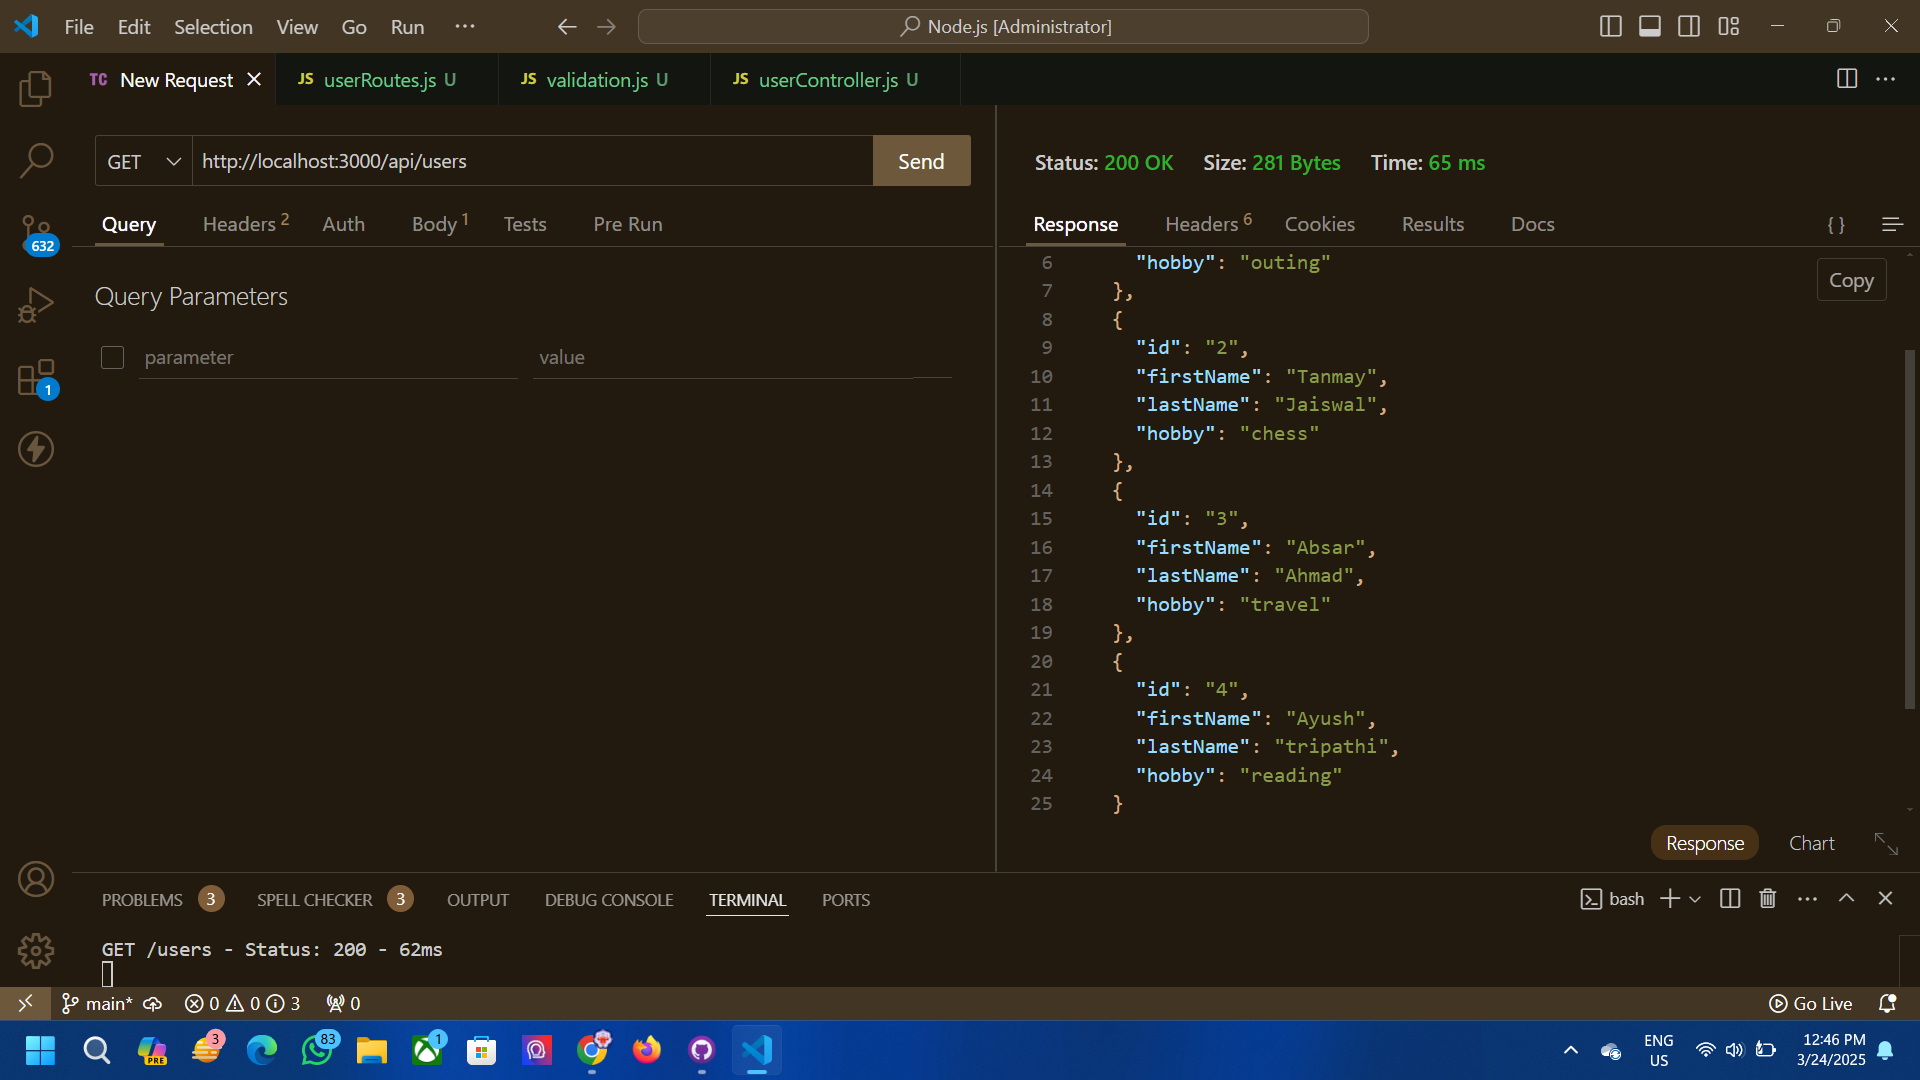 File Edit Selection View Go Run ··· Node.js [Administrator]
TC New Request JS userRoutes.js U JS validation.js U JS userController.js U
GET http://localhost:3000/api/users Send
Status: 200 OK Size: 281 Bytes Time: 65 ms
Query Headers 2 Auth Body 1 Tests Pre Run
Response Headers 6 Cookies Results Docs { }
632
Query Parameters
parameter value
1
Copy
6 "hobby": "outing"
7 },
8 {
9 "id": "2",
10 "firstName": "Tanmay",
11 "lastName": "Jaiswal",
12 "hobby": "chess"
13 },
14 {
15 "id": "3",
16 "firstName": "Absar",
17 "lastName": "Ahmad",
18 "hobby": "travel"
19 },
20 {
21 "id": "4",
22 "firstName": "Ayush",
23 "lastName": "tripathi",
24 "hobby": "reading"
25 }
Response Chart
PROBLEMS 3 SPELL CHECKER 3 OUTPUT DEBUG CONSOLE TERMINAL PORTS bash
GET /users - Status: 200 - 62ms
main* 0 0 3 0 Go Live
PRE 3 83 1 ENG US 12:46 PM
3/24/2025